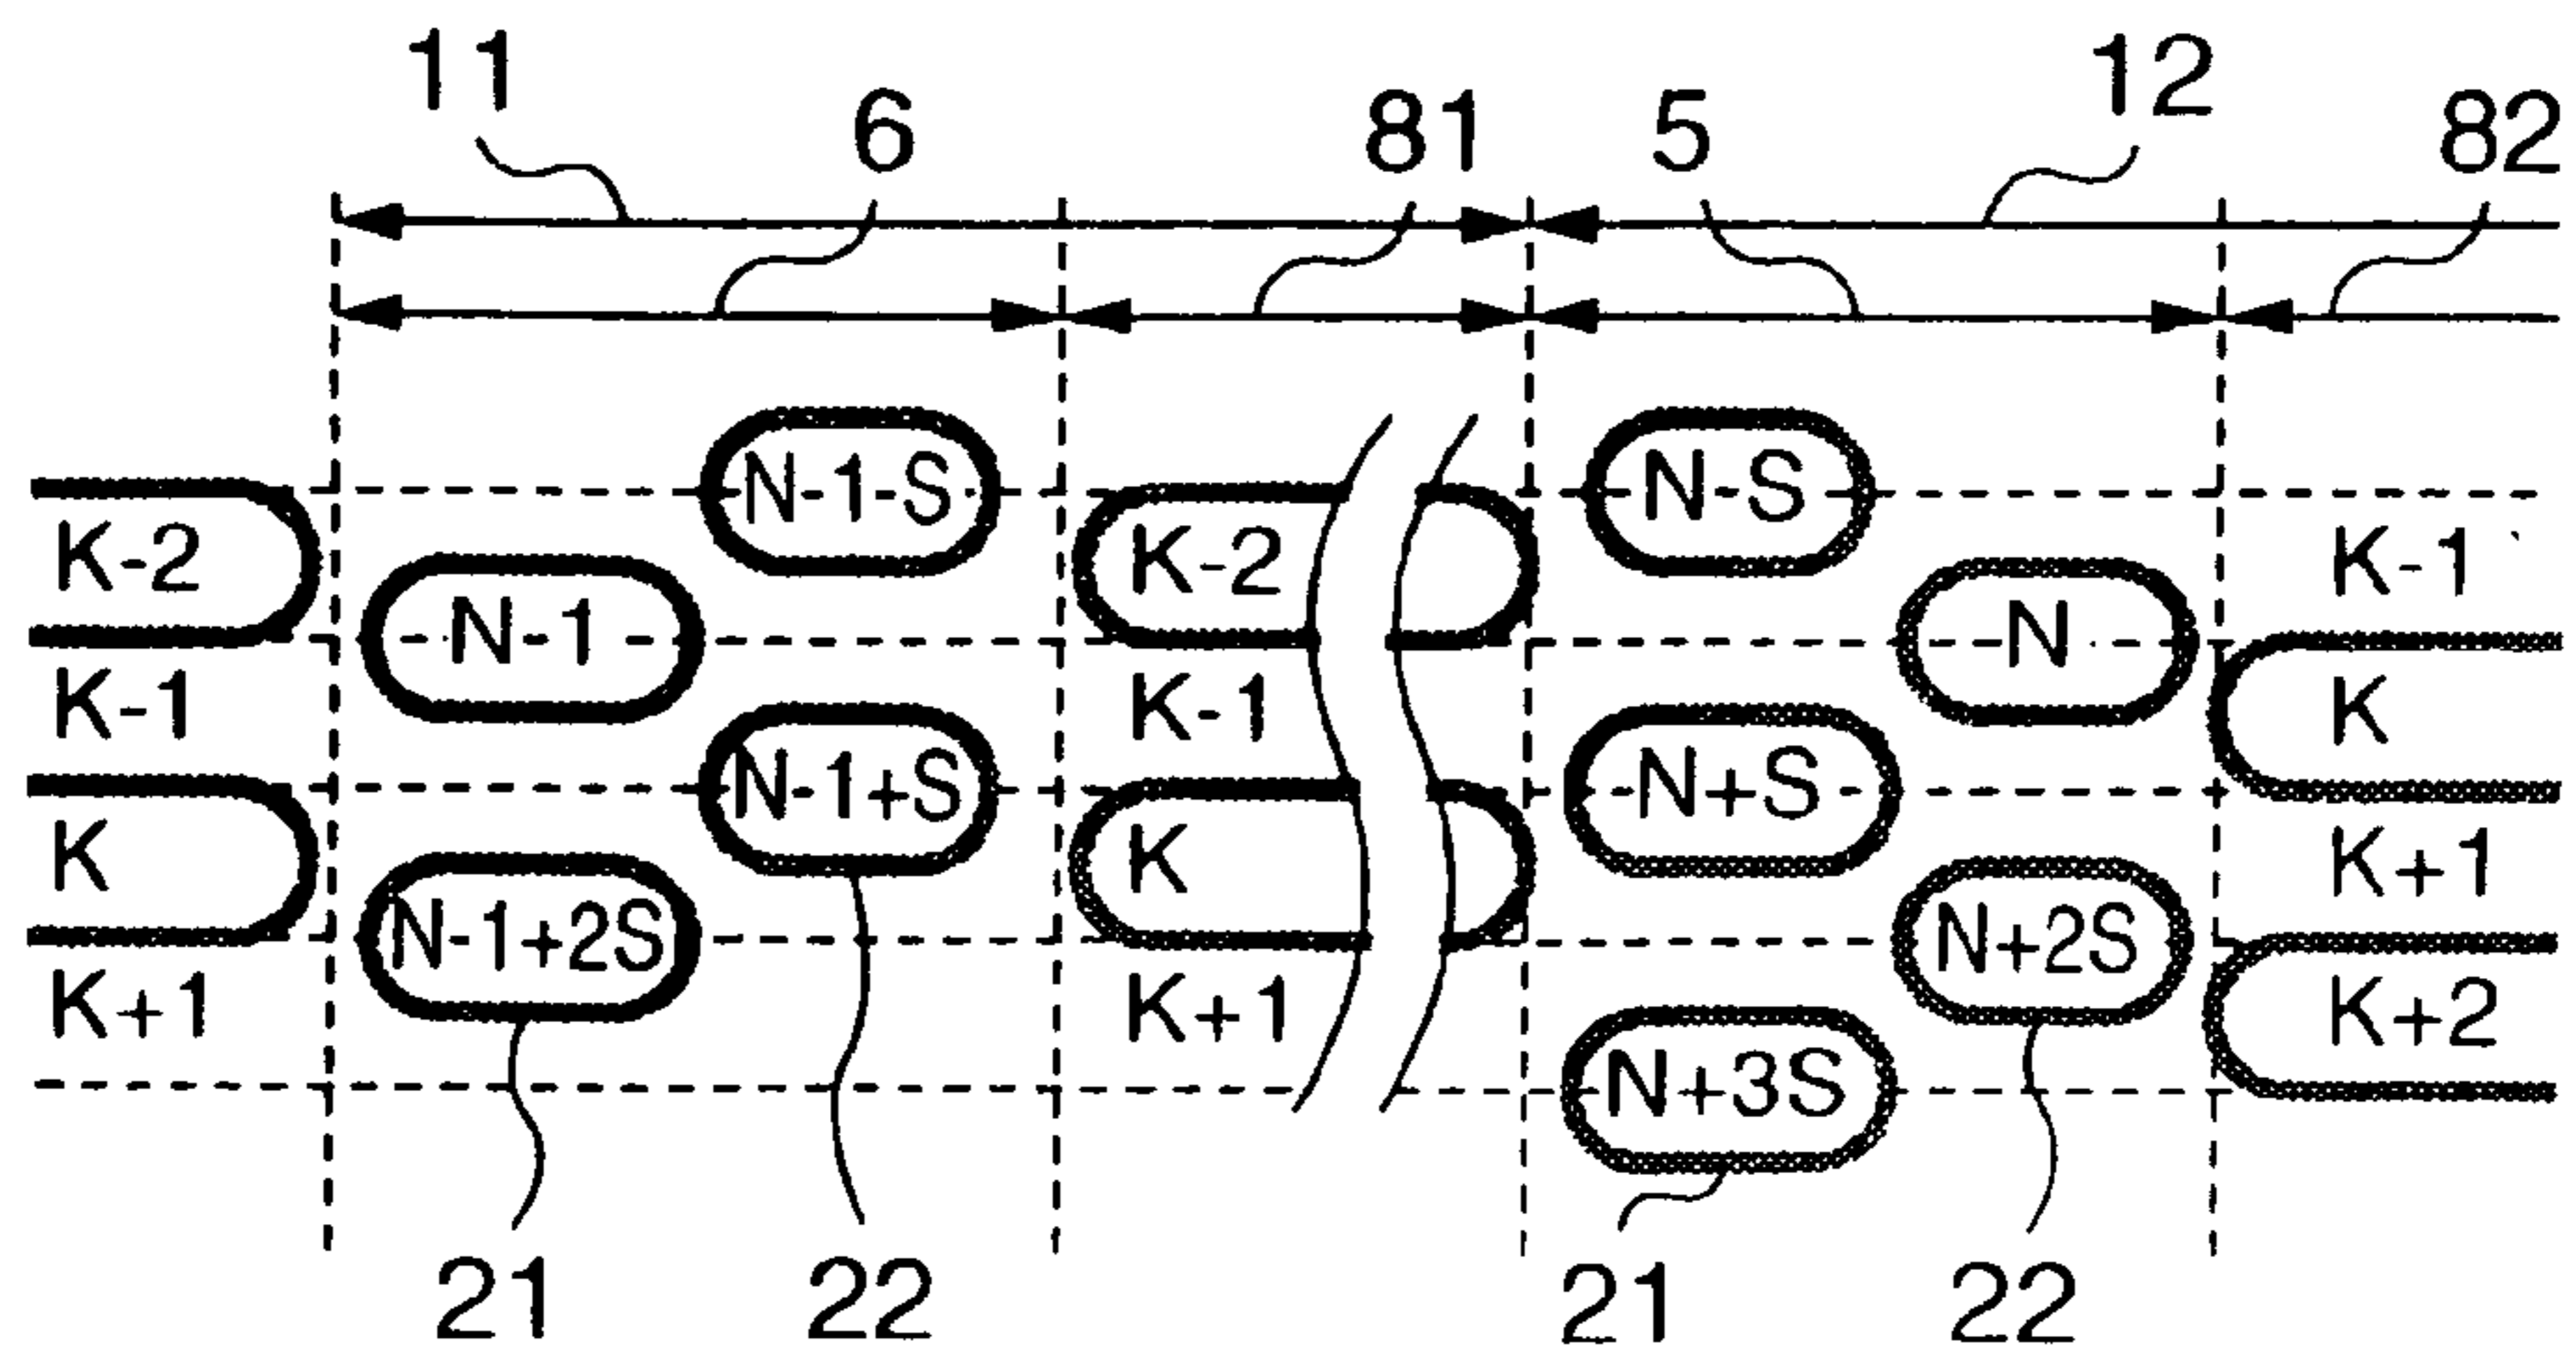 11 12
6 81 5 82
N-1-S N-S
K-2 K-2 K-1
N-1 N
K-1 K-1 K
N-1+S N+S
K K K+1
N-1+2S N+2S
K+1 K+1 K+2
N+3S
21 22 21 22